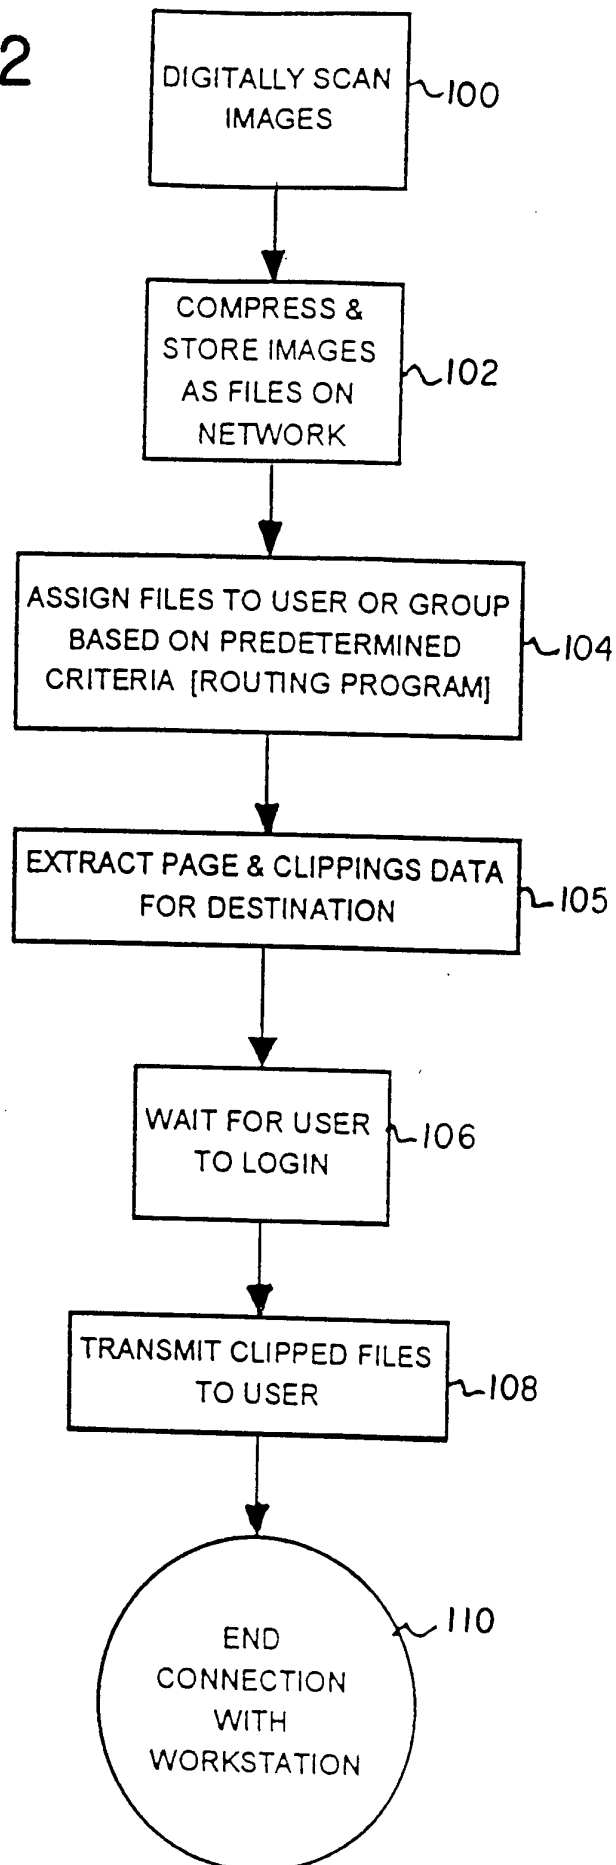 2
DIGITALLY SCAN
IMAGES
100
COMPRESS &
STORE IMAGES
AS FILES ON
NETWORK
102
ASSIGN FILES TO USER OR GROUP
BASED ON PREDETERMINED
CRITERIA [ROUTING PROGRAM]
104
EXTRACT PAGE & CLIPPINGS DATA
FOR DESTINATION
105
WAIT FOR USER
TO LOGIN
106
TRANSMIT CLIPPED FILES
TO USER
108
END
CONNECTION
WITH
WORKSTATION
110